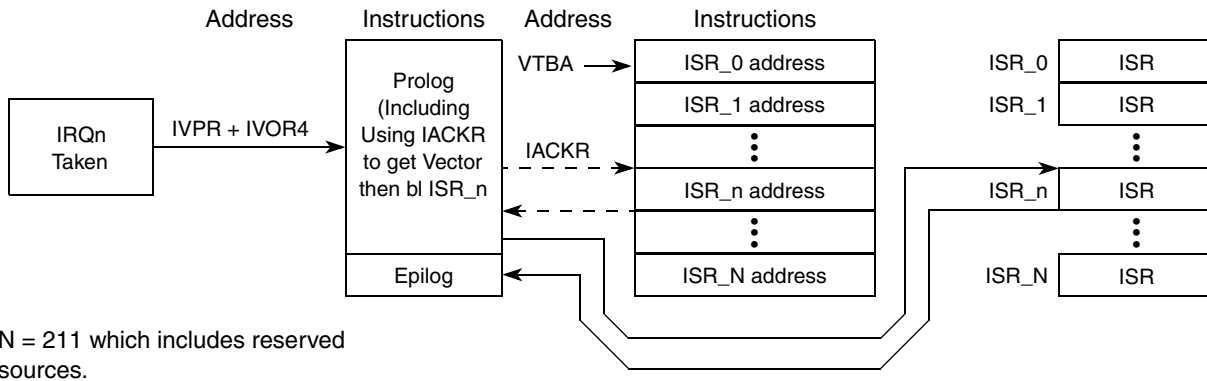 Address
Instructions
Address
Instructions
IRQn
Taken
IVPR + IVOR4
Prolog
(Including
Using IACKR
to get Vector
then bl ISR_n
Epilog
VTBA
IACKR
ISR_0 address
ISR_1 address
ISR_n address
ISR_N address
ISR_0
ISR
ISR_1
ISR
ISR_n
ISR
ISR_N
ISR
N = 211 which includes reserved
sources.